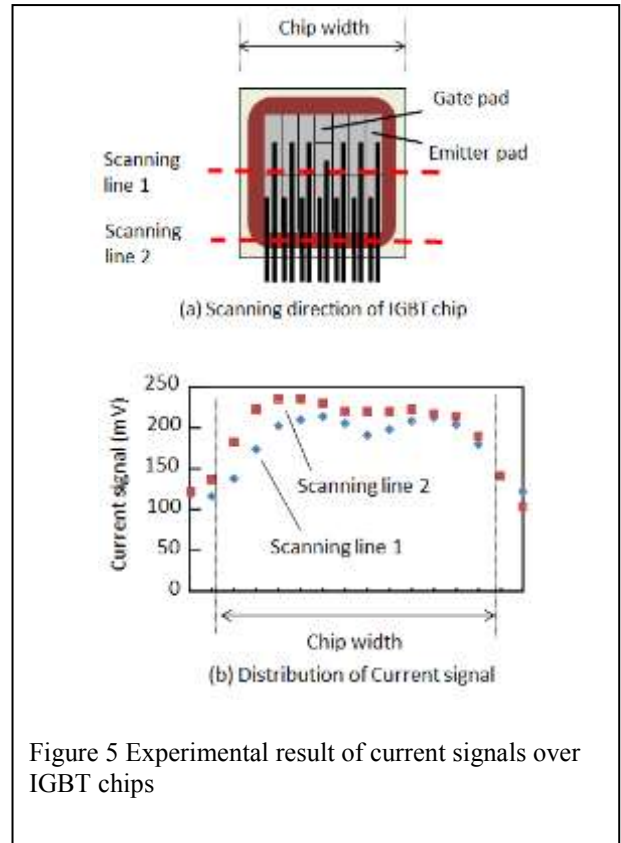 Chip width
Gate pad
Emitter pad
Scanning
line 1
Scanning
line 2
(a) Scanning direction of IGBT chip
250
200
150
100
50
0
Current signal (mV)
Scanning line 2
Scanning line 1
Chip width
(b) Distribution of Current signal
Figure 5 Experimental result of current signals over
IGBT chips